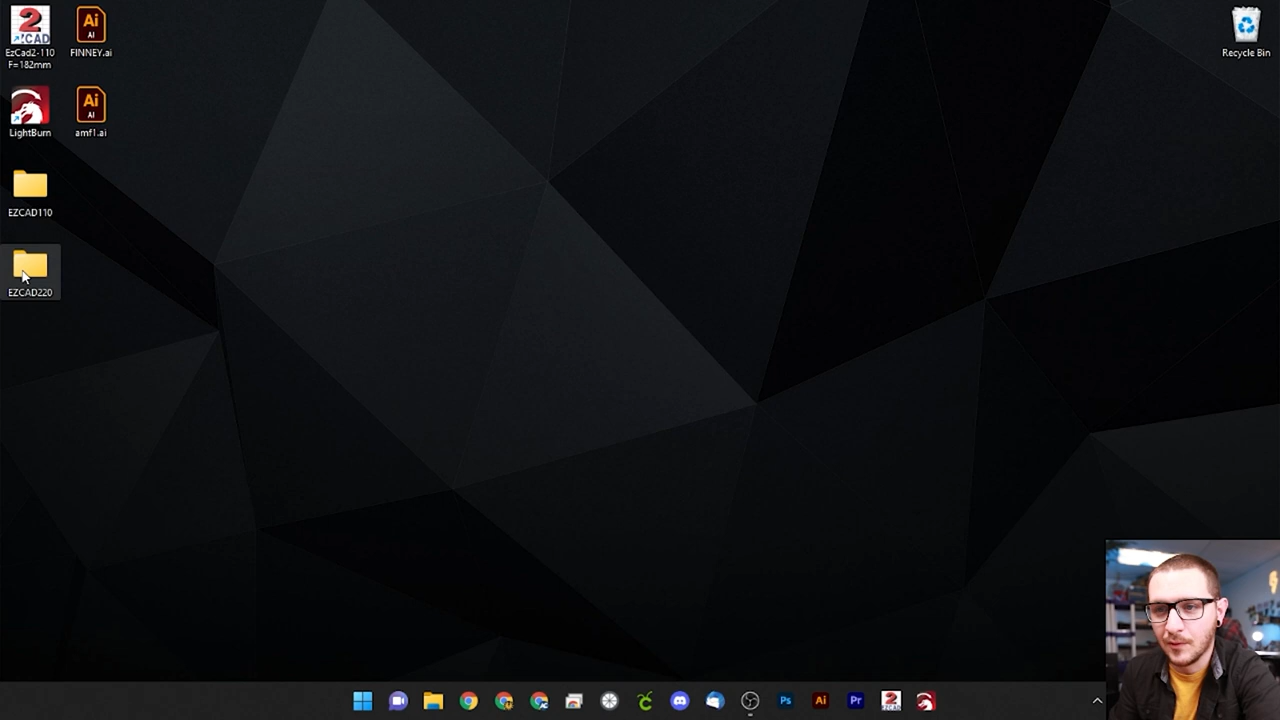 EzCad2-110
F=182mm
FINNEY.ai
Recycle Bin
LightBurn
amf1.ai
EZCAD110
EZCAD220